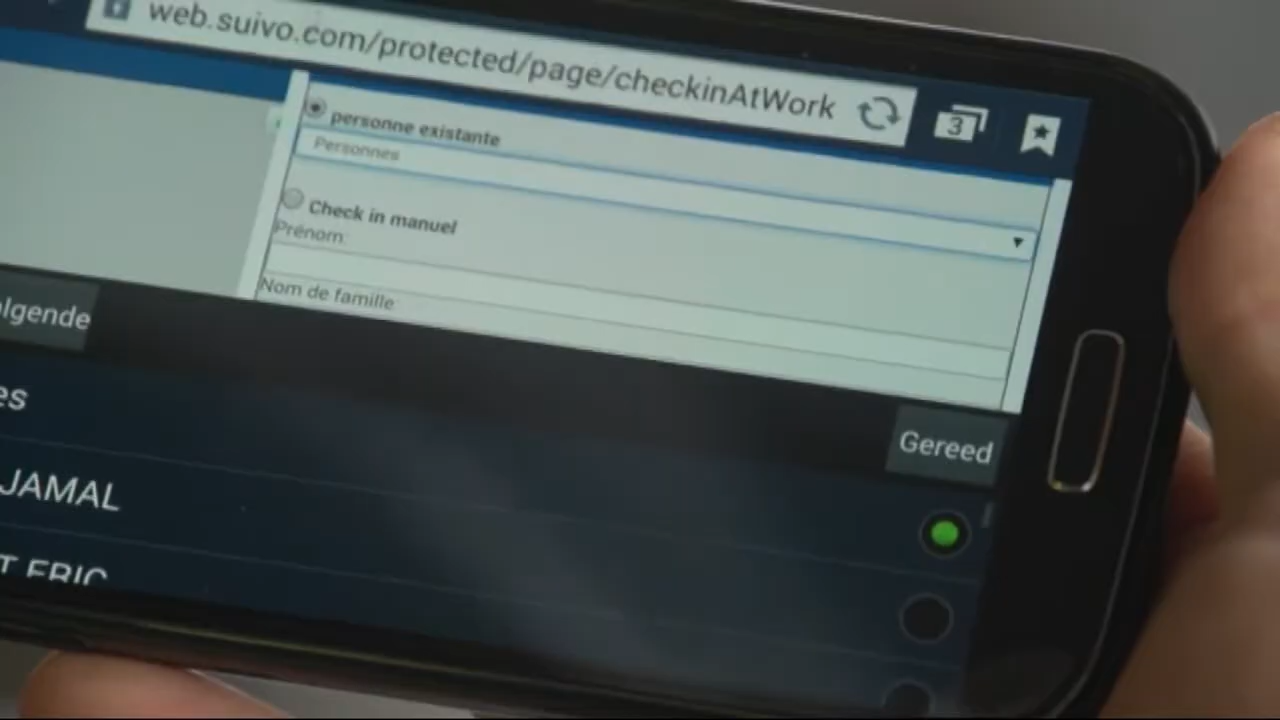 web.suivo.com/protected/page/checkinAtWork
3
personne existante
Personnes
Check in manuel
Prénom:
Nom de famille
olgende
Gereed
es
JAMAL
T ERIC